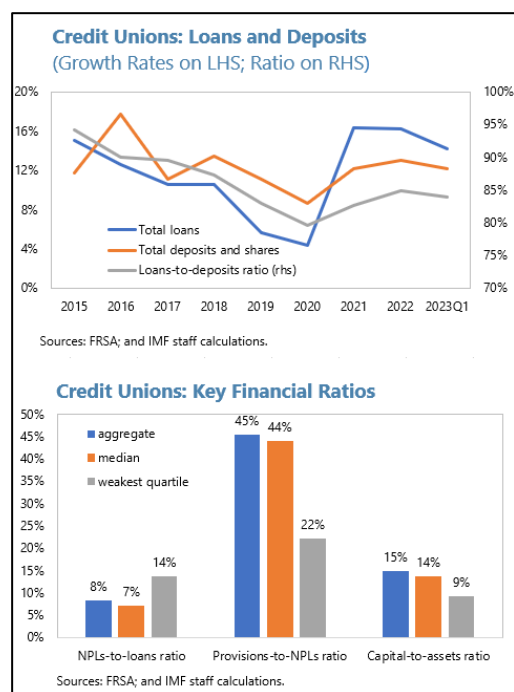 Credit Unions: Loans and Deposits
(Growth Rates on LHS; Ratio on RHS)
20%
16%
12%
8%
4%
0%
100%
95%
90%
85%
80%
75%
70%
Total loans
Total deposits and shares
Loans-to-deposits ratio (rhs)
2015 2016 2017 2018 2019 2020 2021 2022 2023Q1
Sources: FRSA; and IMF staff calculations.
Credit Unions: Key Financial Ratios
50%
45%
40%
35%
30%
25%
20%
15%
10%
5%
0%
aggregate
median
weakest quartile
8% 7% 14%
45% 44% 22%
15% 14% 9%
NPLs-to-loans ratio Provisions-to-NPLs ratio Capital-to-assets ratio
Sources: FRSA; and IMF staff calculations.